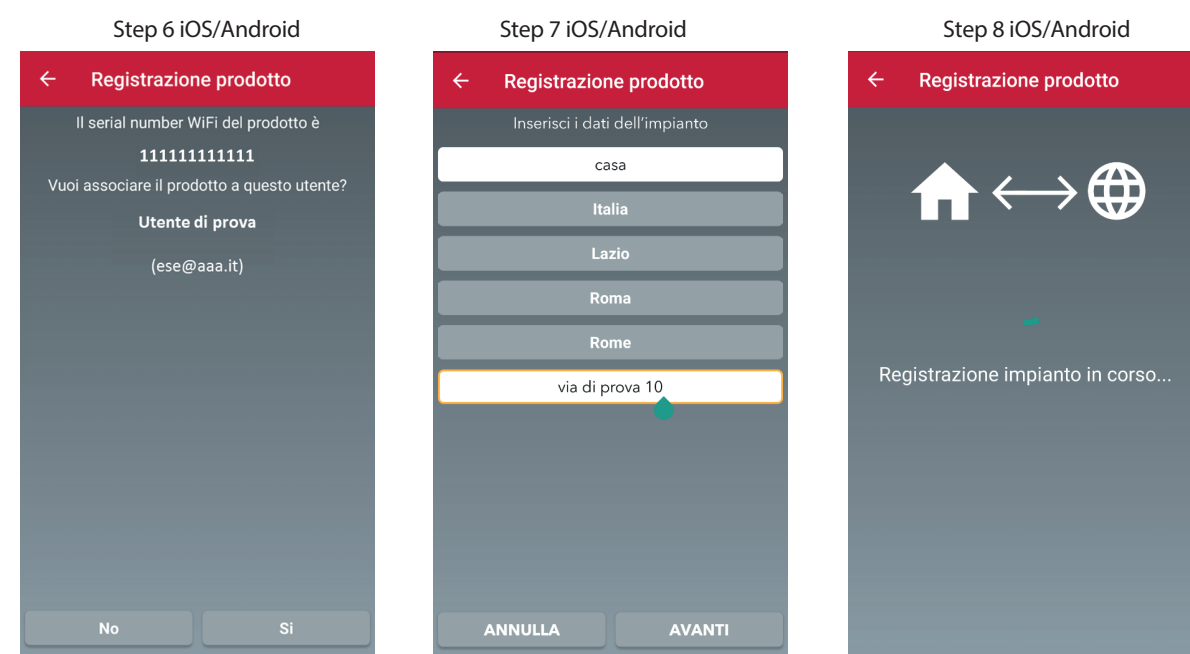 Step 6 iOS/Android
Registrazione prodotto
Il serial number WiFi del prodotto è
111111111111
Vuoi associare il prodotto a questo utente?
Utente di prova
(ese@aaa.it)
No
Si
Step 7 iOS/Android
Registrazione prodotto
Inserisci i dati dell'impianto
casa
Italia
Lazio
Roma
Rome
via di prova 10
ANNULLA
AVANTI
Step 8 iOS/Android
Registrazione prodotto
Registrazione impianto in corso...